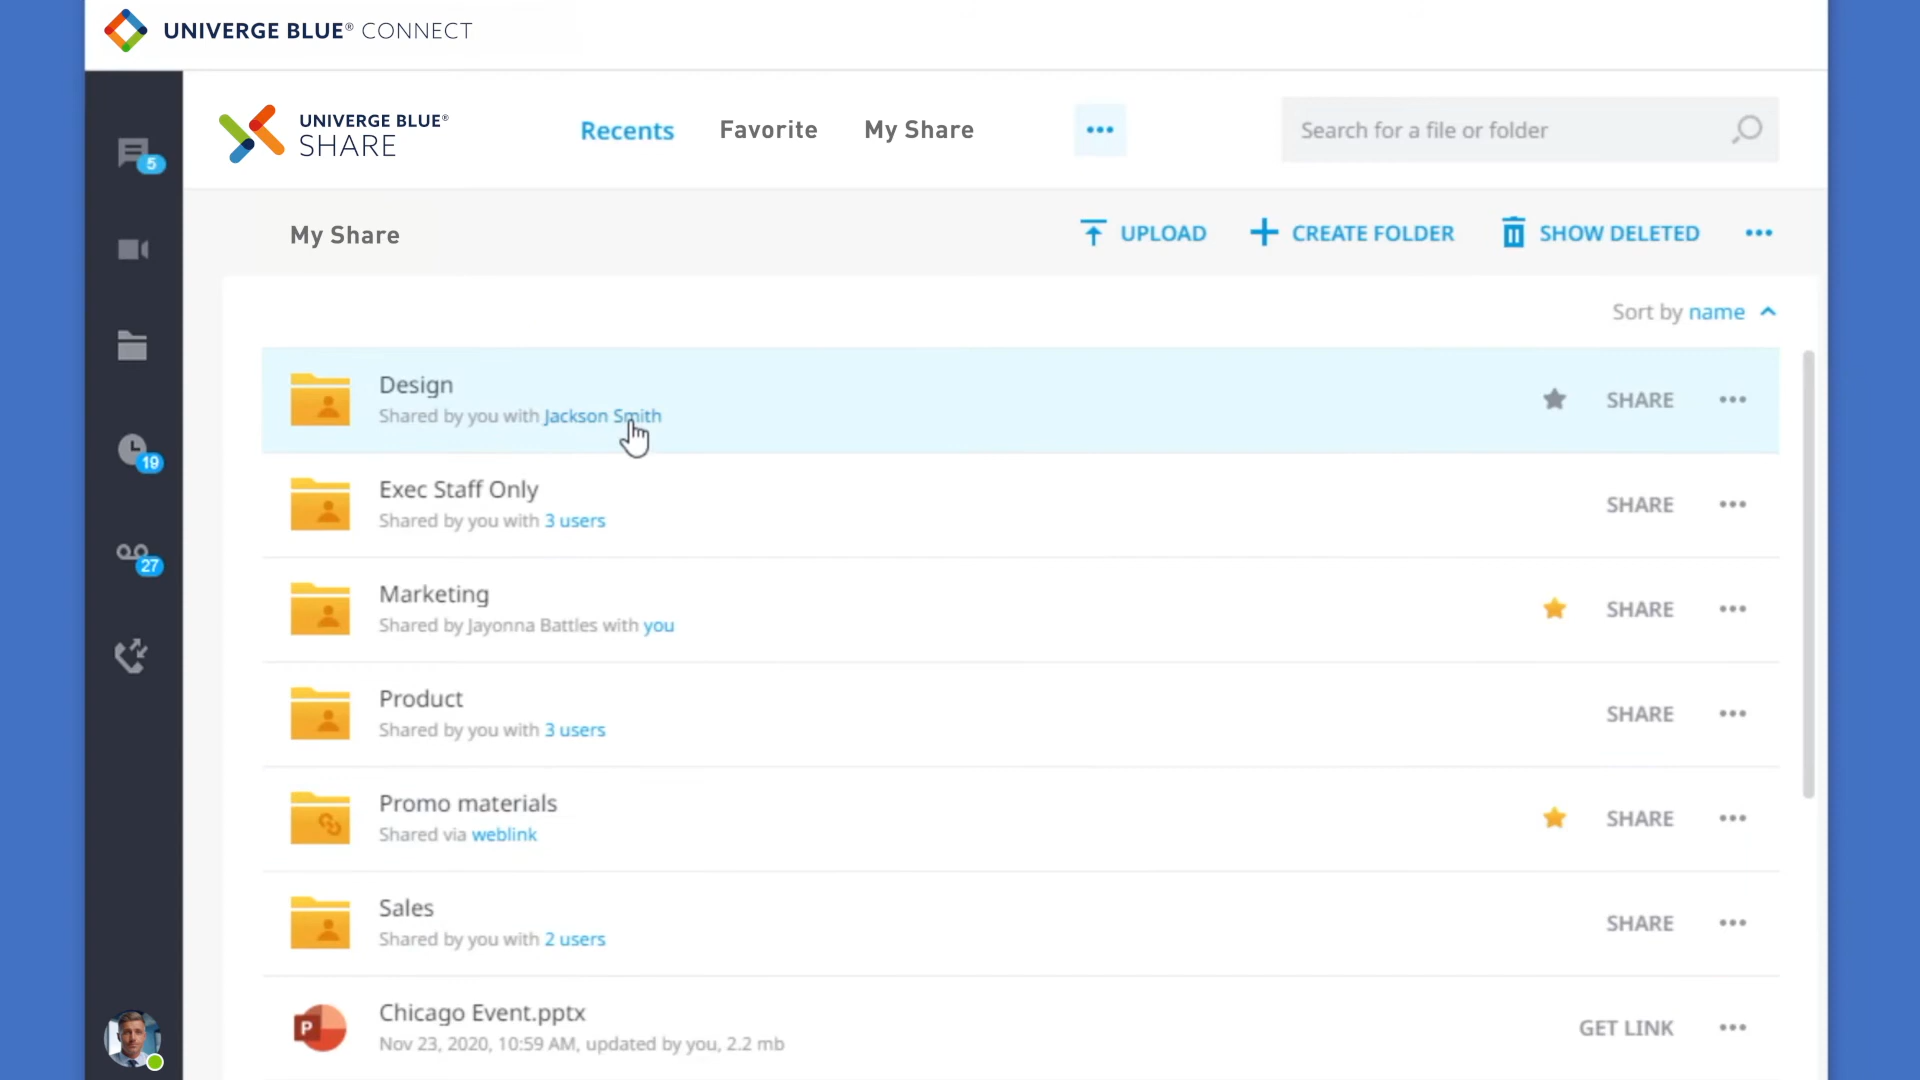 UNIVERGE BLUE® CONNECT
UNIVERGE BLUE®
SHARE
Recents
Favorite
My Share
Search for a file or folder
5
My Share
UPLOAD
CREATE FOLDER
SHOW DELETED
Sort by name
Design
Shared by you with Jackson Smith
SHARE
19
Exec Staff Only
Shared by you with 3 users
SHARE
27
Marketing
Shared by Jayonna Battles with you
SHARE
Product
Shared by you with 3 users
SHARE
Promo materials
Shared via weblink
SHARE
Sales
Shared by you with 2 users
SHARE
P
Chicago Event.pptx
Nov 23, 2020, 10:59 AM, updated by you, 2.2 mb
GET LINK